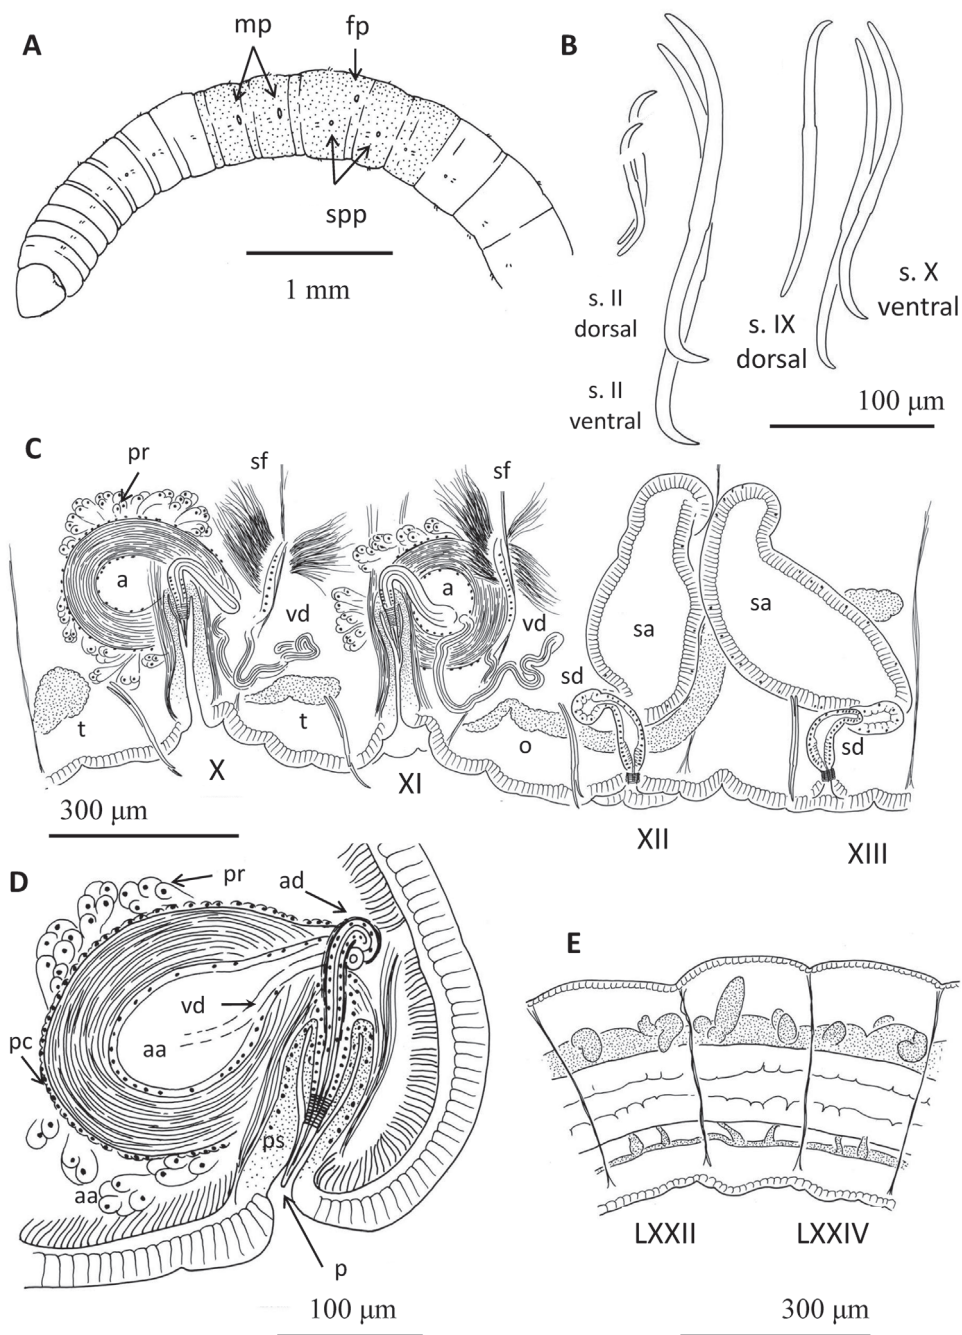 A
mp
fp
spp
1 mm
B
s. II
dorsal
s. II
ventral
s. IX
dorsal
s. X
ventral
100 μm
C
pr
sf
sf
a
a
vd
vd
sa
sa
sd
sd
t
t
o
X
XI
XII
XIII
300 μm
D
pr
ad
vd
aa
pc
ps
aa
p
100 μm
E
LXXII
LXXIV
300 μm